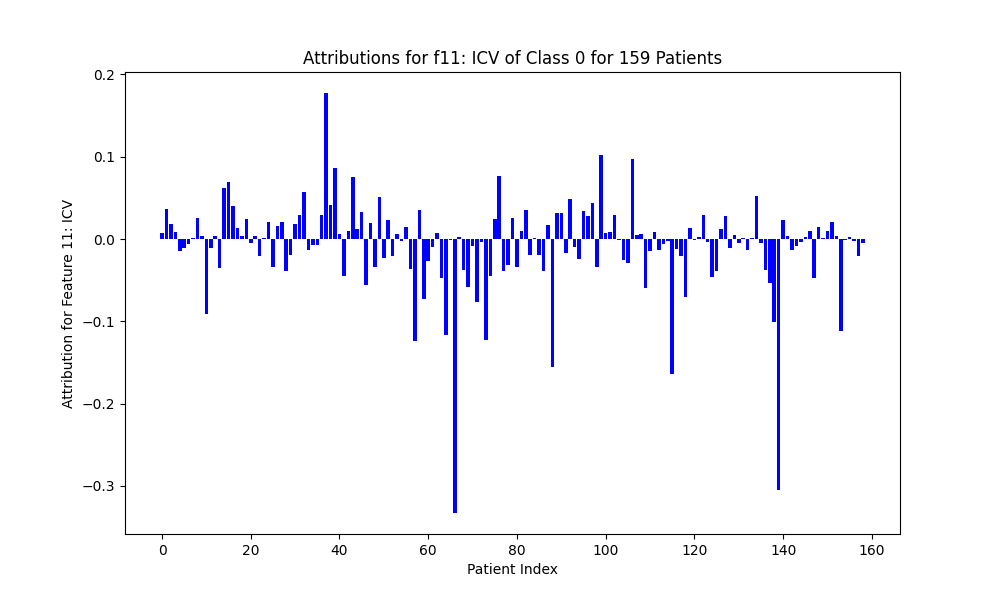 Attributions for f11: ICV of Class 0 for 159 Patients
Attribution for Feature 11: ICV
0.2
0.1
0.0
−0.1
−0.2
−0.3
0 20 40 60 80 100 120 140 160
Patient Index